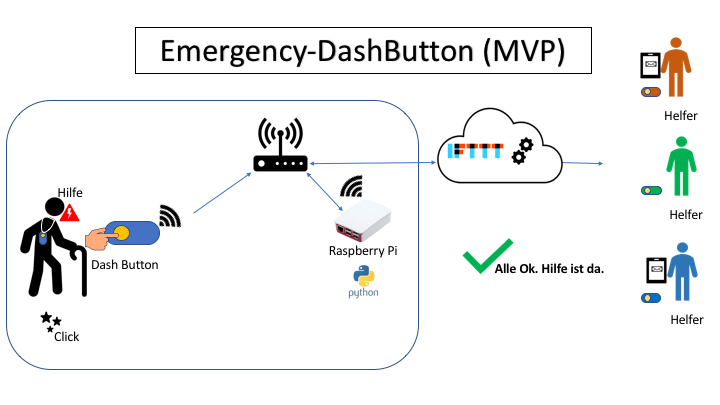 Emergency-DashButton (MVP)
Helfer
Hilfe
IFTTT
Helfer
Dash Button
Raspberry Pi
Alle Ok. Hilfe ist da.
python
Helfer
Click